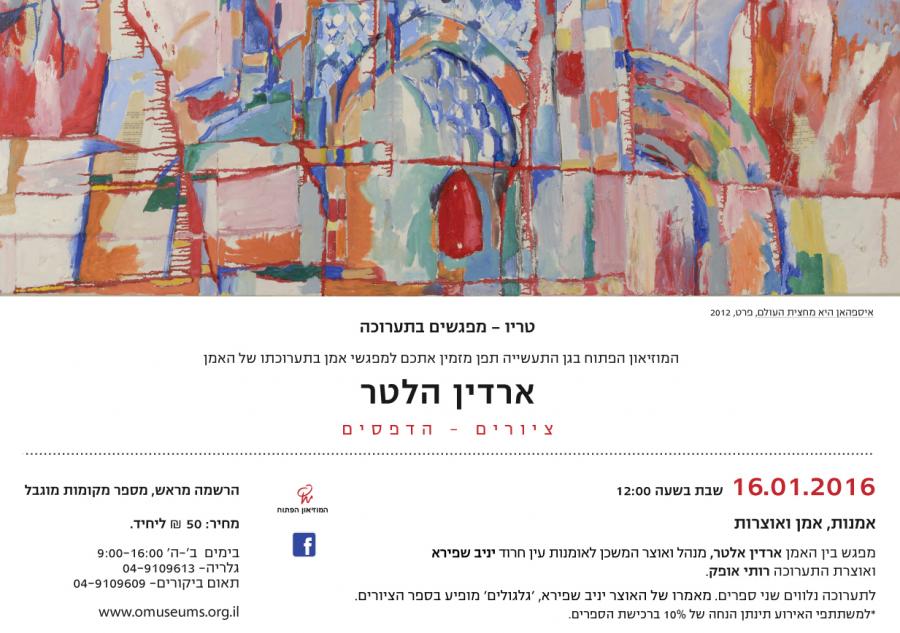 איספהאן היא מחצית העולם, פרט, 2012
טריו – מפגשים בתערוכה
המוזיאון הפתוח בגן התעשייה תפן מזמין אתכם למפגשי אמן בתערוכתו של האמן
ארדין הלטר
ציורים - הדפסים
16.01.2016 שבת בשעה 12:00
אמנות, אמן ואוצרות
מפגש בין האמן ארדין אלטר, מנהל ואוצר המשכן לאומנות עין חרוד יניב שפירא
ואוצרת התערוכה רותי אופק.
לתערוכה נלווים שני ספרים. מאמרו של האוצר יניב שפירא, ׳גלגולים׳ מופיע בספר הציורים.
*למשתתפי האירוע תינתן הנחה של 10% ברכישת הספרים.
המוזיאון הפתוח
f
הרשמה מראש, מספר מקומות מוגבל
מחיר: 50 ₪ ליחיד.
בימים ב׳-ה׳ 9:00-16:00
גלריה- 04-9109613
תאום ביקורים- 04-9109609
www.omuseums.org.il